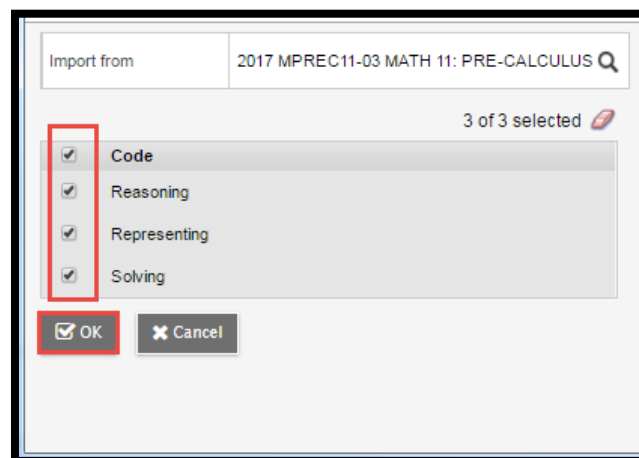 Import from 2017 MPREC11-03 MATH 11: PRE-CALCULUS
3 of 3 selected
Code
Reasoning
Representing
Solving
OK Cancel